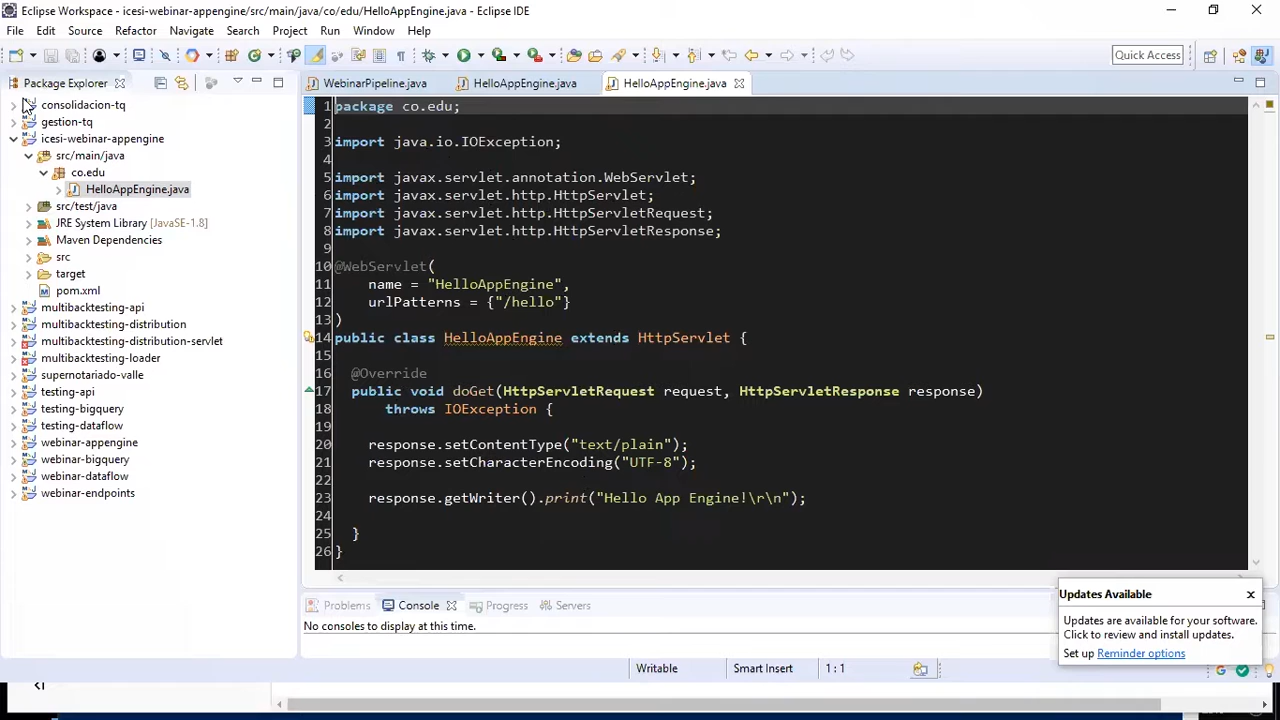 Eclipse Workspace - icesi-webinar-appengine/src/main/java/co/edu/HelloAppEngine.java - Eclipse IDE
File Edit Source Refactor Navigate Search Project Run Window Help
Quick Access
Package Explorer
WebinarPipeline.java
HelloAppEngine.java
HelloAppEngine.java
consolidacion-tq
gestion-tq
icesi-webinar-appengine
src/main/java
co.edu
HelloAppEngine.java
src/test/java
JRE System Library [JavaSE-1.8]
Maven Dependencies
src
target
pom.xml
multibacktesting-api
multibacktesting-distribution
multibacktesting-distribution-servlet
multibacktesting-loader
supernotariado-valle
testing-api
testing-bigquery
testing-dataflow
webinar-appengine
webinar-bigquery
webinar-dataflow
webinar-endpoints
1 package co.edu;
2
3 import java.io.IOException;
4
5 import javax.servlet.annotation.WebServlet;
6 import javax.servlet.http.HttpServlet;
7 import javax.servlet.http.HttpServletRequest;
8 import javax.servlet.http.HttpServletResponse;
9
10 @WebServlet(
11 name = "HelloAppEngine",
12 urlPatterns = {"/hello"}
13 )
14 public class HelloAppEngine extends HttpServlet {
15
16 @Override
17 public void doGet(HttpServletRequest request, HttpServletResponse response)
18 throws IOException {
19
20 response.setContentType("text/plain");
21 response.setCharacterEncoding("UTF-8");
22
23 response.getWriter().print("Hello App Engine!\r\n");
24
25 }
26 }
Problems Console Progress Servers
No consoles to display at this time.
Updates Available
Updates are available for your software.
Click to review and install updates.
Set up Reminder options
Writable Smart Insert 1 : 1